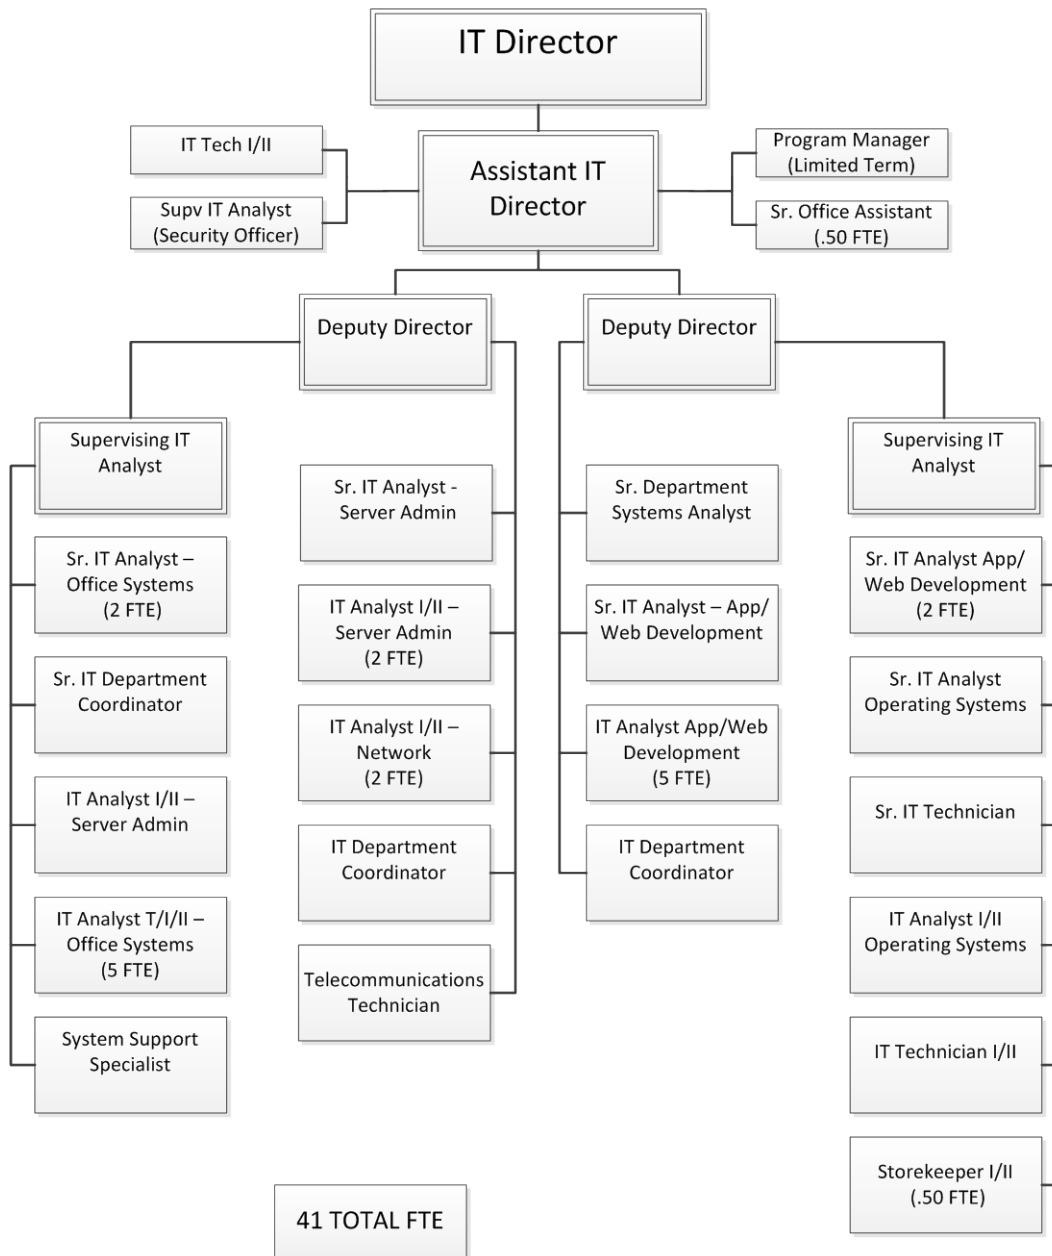 IT Director
IT Tech I/II
Supv IT Analyst
(Security Officer)
Assistant IT
Director
Program Manager
(Limited Term)
Sr. Office Assistant
(.50 FTE)
Deputy Director
Deputy Director
Supervising IT
Analyst
Sr. IT Analyst –
Office Systems
(2 FTE)
Sr. IT Department
Coordinator
IT Analyst I/II –
Server Admin
IT Analyst T/I/II –
Office Systems
(5 FTE)
System Support
Specialist
Sr. IT Analyst -
Server Admin
IT Analyst I/II –
Server Admin
(2 FTE)
IT Analyst I/II –
Network
(2 FTE)
IT Department
Coordinator
Telecommunications
Technician
Sr. Department
Systems Analyst
Sr. IT Analyst – App/
Web Development
IT Analyst App/Web
Development
(5 FTE)
IT Department
Coordinator
Supervising IT
Analyst
Sr. IT Analyst App/
Web Development
(2 FTE)
Sr. IT Analyst
Operating Systems
Sr. IT Technician
IT Analyst I/II
Operating Systems
IT Technician I/II
Storekeeper I/II
(.50 FTE)
41 TOTAL FTE